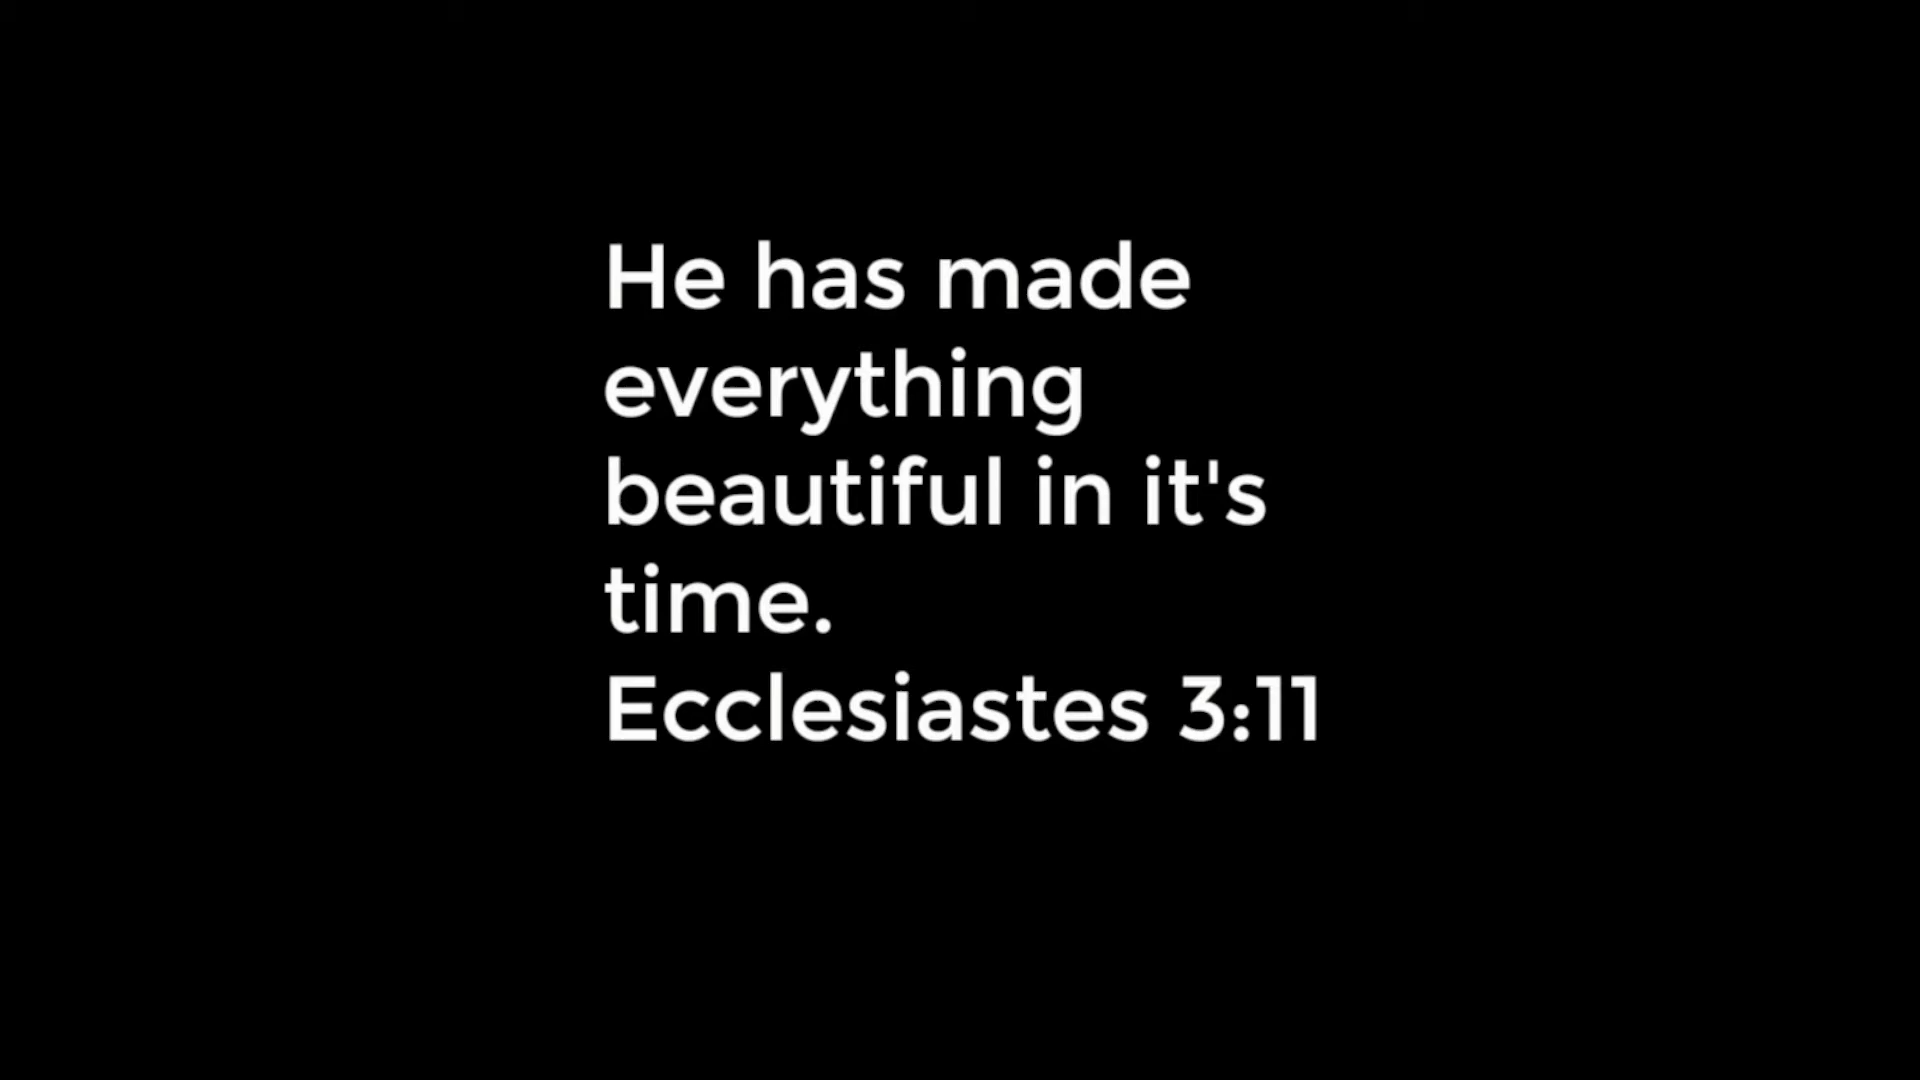 He has made
everything
beautiful in it's
time.
Ecclesiastes 3:11